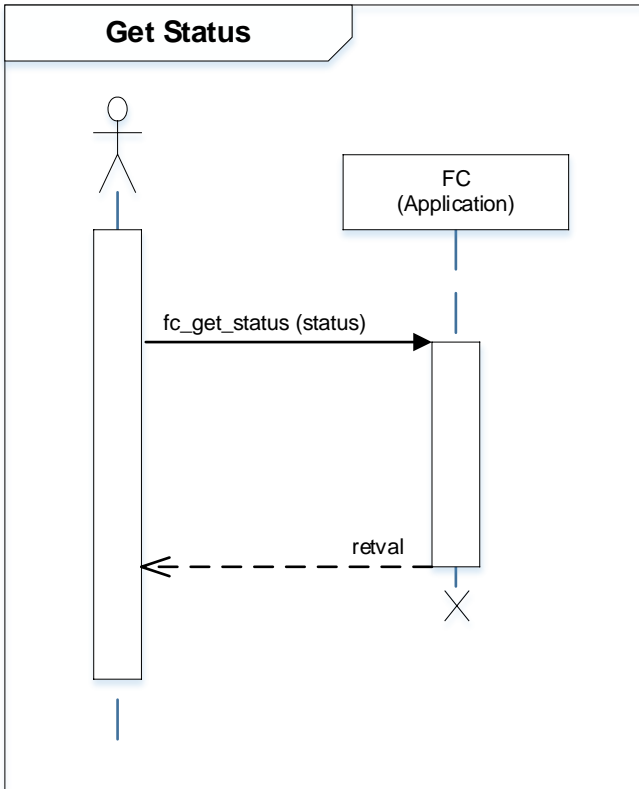 Get Status
FC
(Application)
fc_get_status (status)
retval